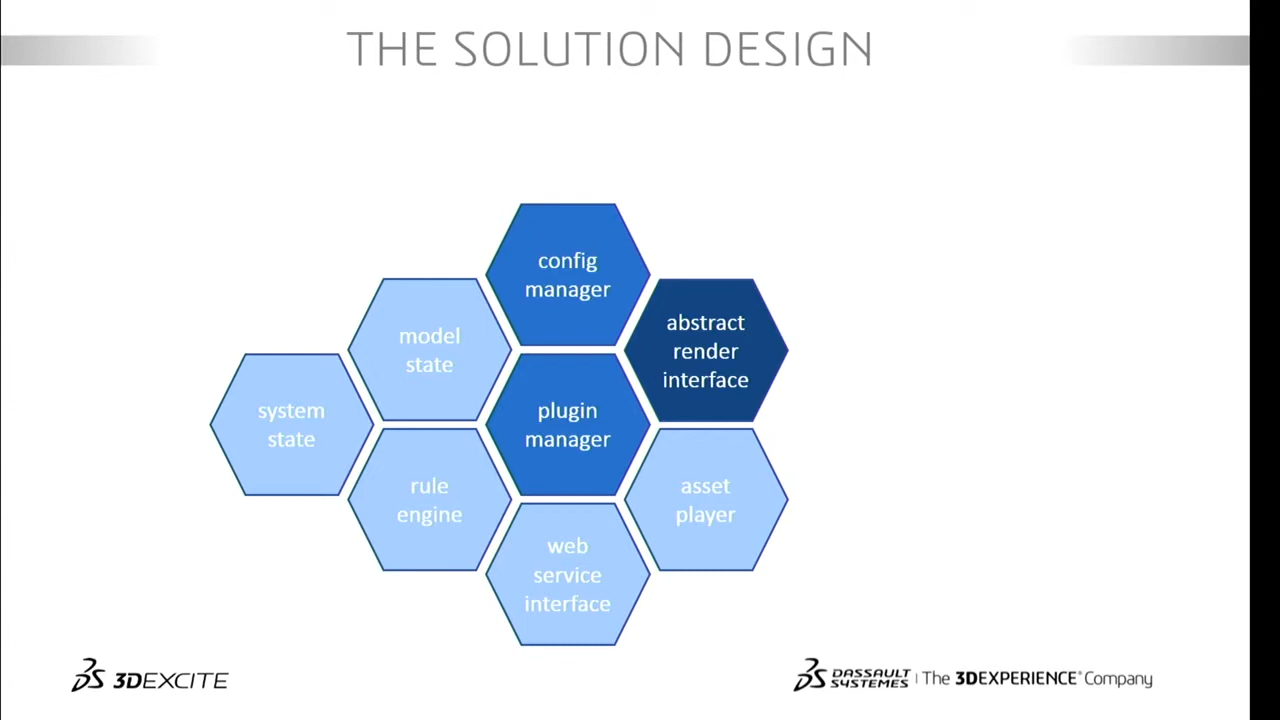 THE SOLUTION DESIGN
config
manager
abstract
render
interface
model
state
plugin
manager
system
state
rule
engine
asset
player
web
service
interface
3DEXCITE
DASSAULT
SYSTEMES
The 3DEXPERIENCE® Company